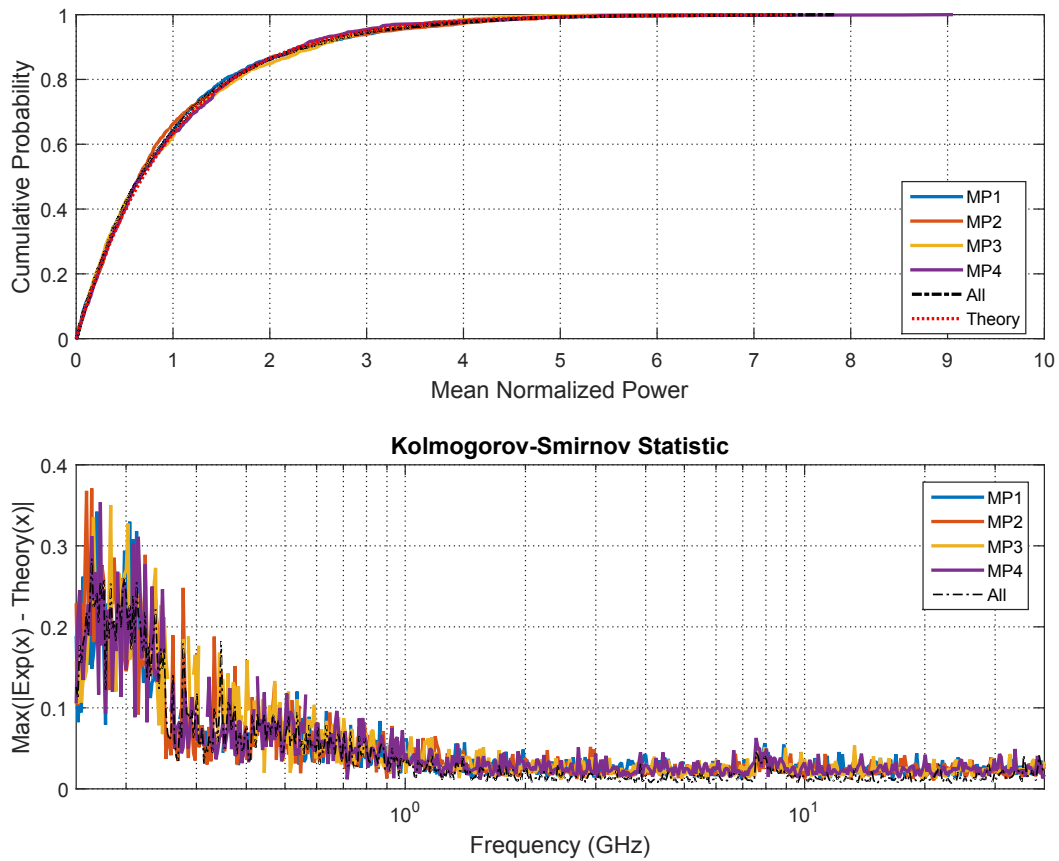 1
0.8
0.6
0.4
0.2
0
Cumulative Probability
MP1
MP2
MP3
MP4
All
Theory
0 1 2 3 4 5 6 7 8 9 10
Mean Normalized Power
Kolmogorov-Smirnov Statistic
0.4
0.3
0.2
0.1
0
Max(|Exp(x) - Theory(x)|
MP1
MP2
MP3
MP4
All
10^0 10^1
Frequency (GHz)